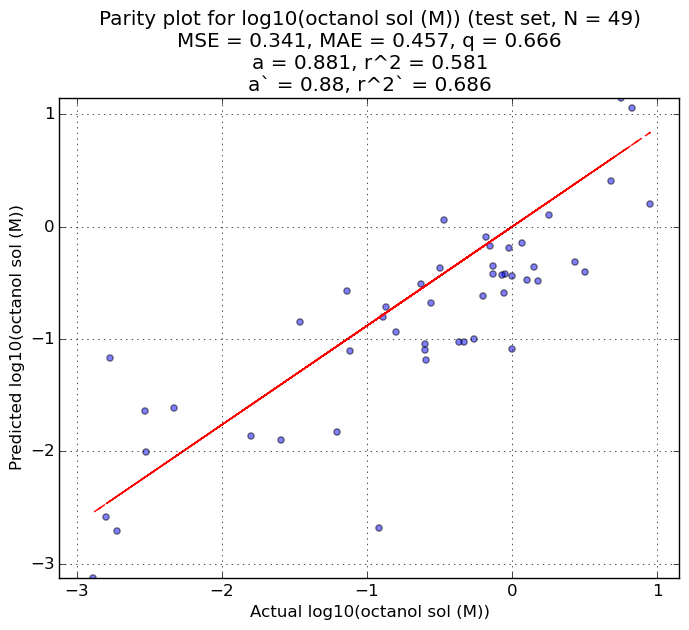 Parity plot for log10(octanol sol (M)) (test set, N = 49)
MSE = 0.341, MAE = 0.457, q = 0.666
a = 0.881, r^2 = 0.581
a` = 0.88, r^2` = 0.686
1
0
−1
−2
−3
Predicted log10(octanol sol (M))
−3
−2
−1
0
1
Actual log10(octanol sol (M))